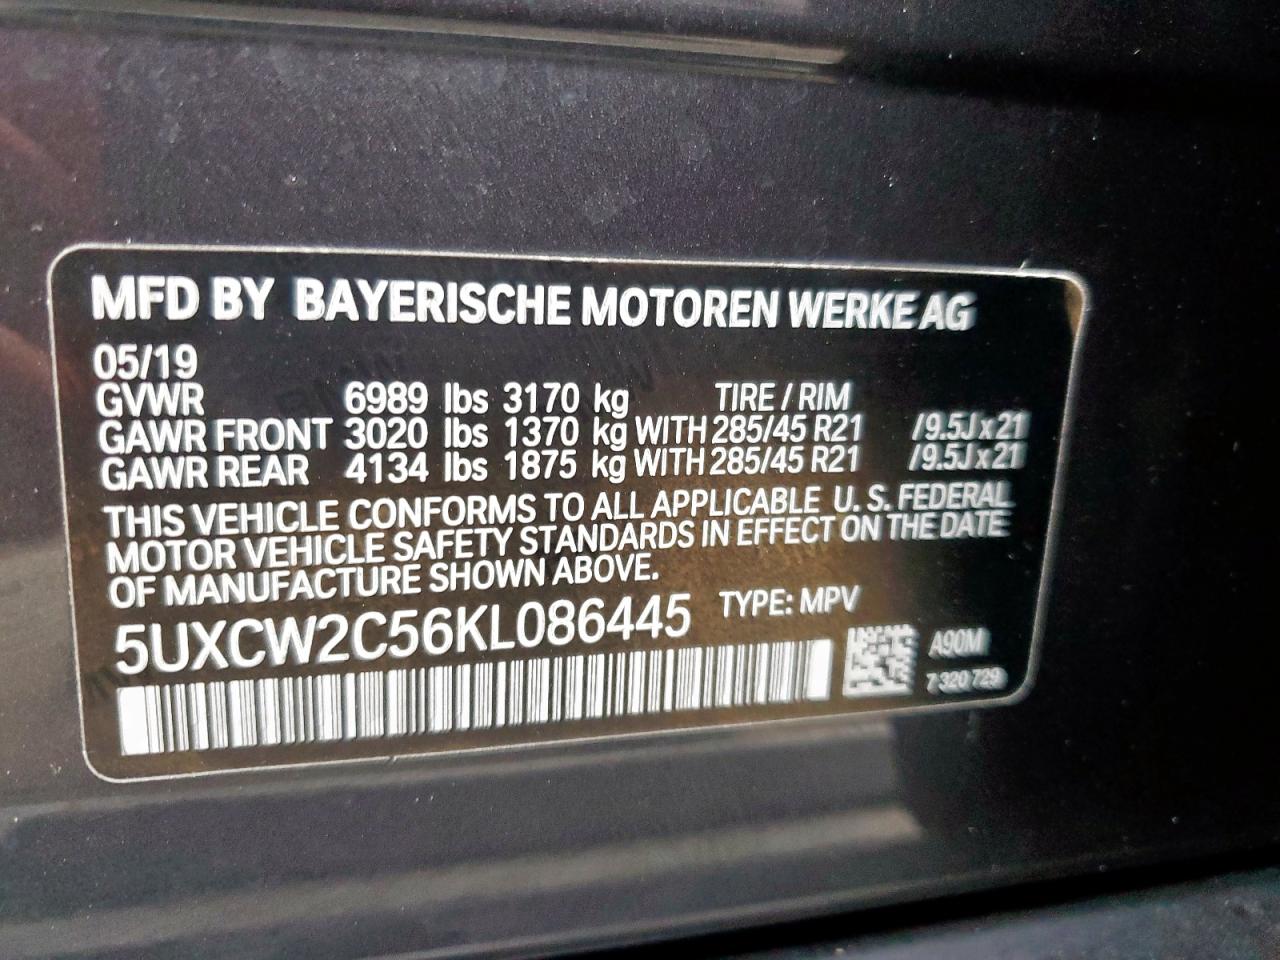 MFD BY BAYERISCHE MOTOREN WERKE AG
05/19
GVWR 6989 lbs 3170 kg TIRE / RIM
GAWR FRONT 3020 lbs 1370 kg WITH 285/45 R21 /9.5J x 21
GAWR REAR 4134 lbs 1875 kg WITH 285/45 R21 /9.5J x 21
THIS VEHICLE CONFORMS TO ALL APPLICABLE U. S. FEDERAL
MOTOR VEHICLE SAFETY STANDARDS IN EFFECT ON THE DATE
OF MANUFACTURE SHOWN ABOVE.
5UXCW2C56KL086445 TYPE: MPV
A90M
7 320 729